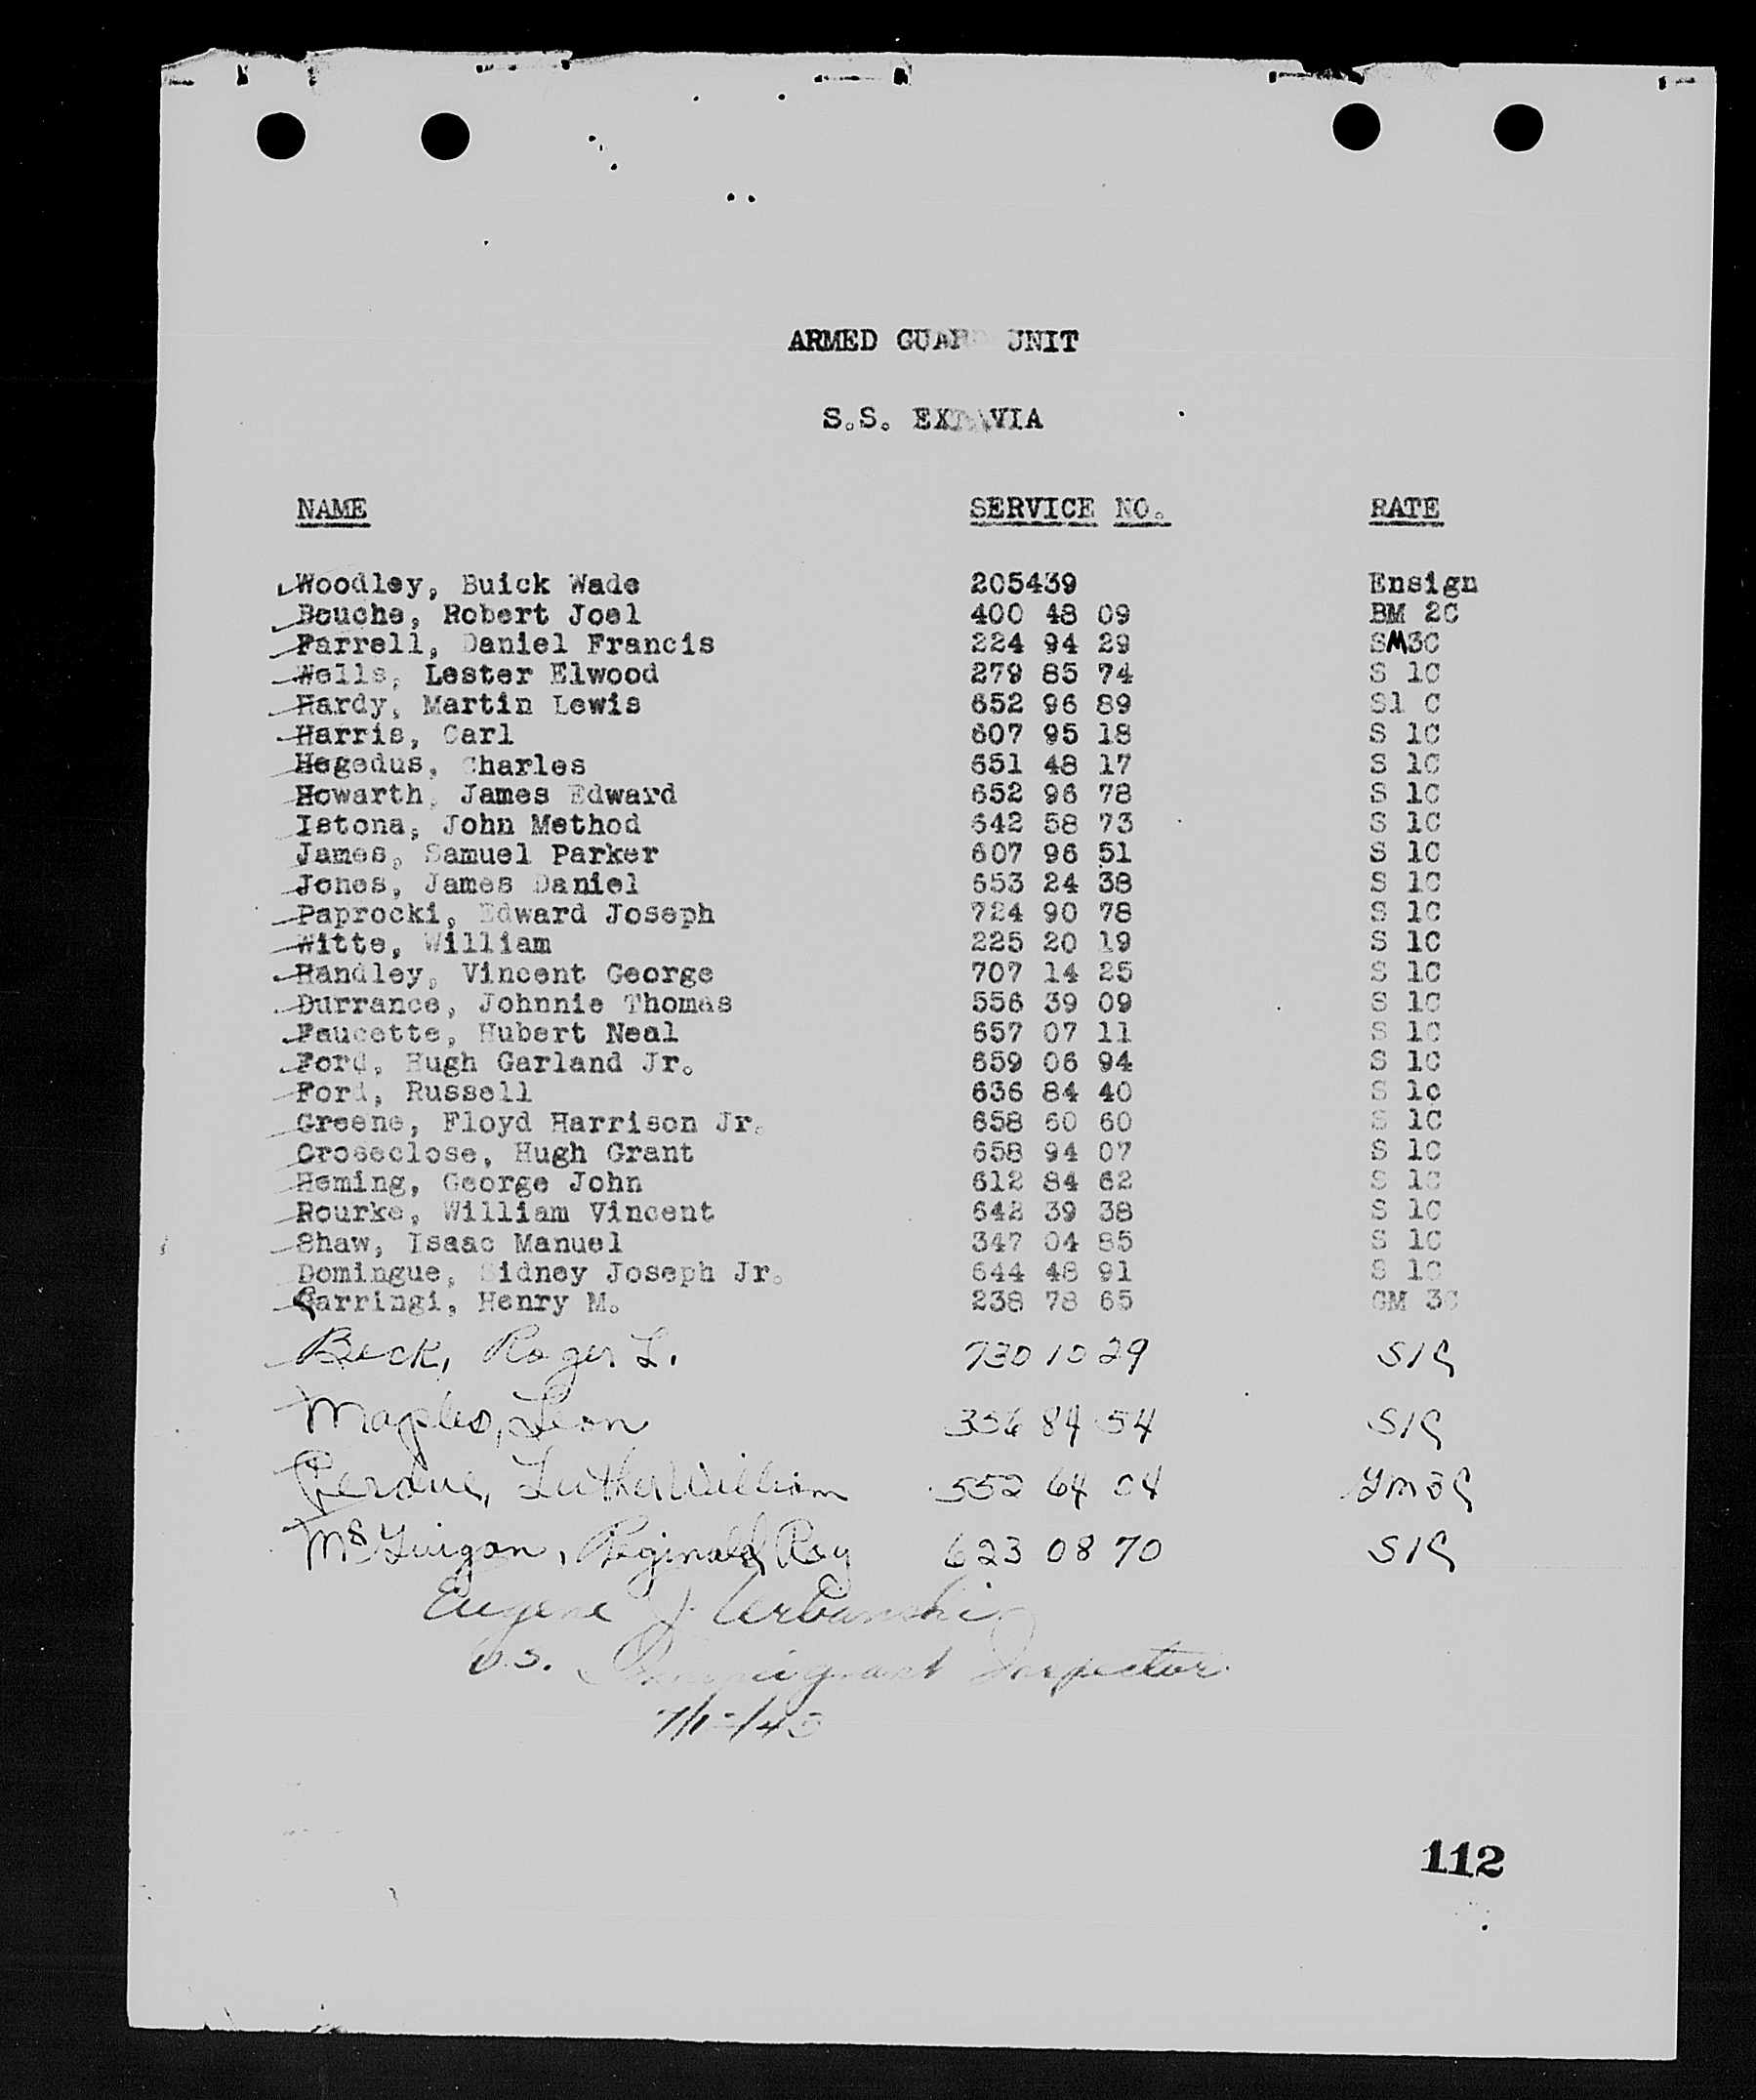 ARMED GUARD UNIT
S.S. EXTAVIA
NAME SERVICE NO. RATE
Woodley, Buick Wade 205439 Ensign
Bouche, Robert Joel 400 48 09 BM 2C
Farrell, Daniel Francis 224 94 29 SM3C
Wells, Lester Elwood 279 85 74 S 1C
Hardy, Martin Lewis 652 96 89 S1 C
Harris, Carl 607 95 18 S 1C
Hegedus, Charles 651 48 17 S 1C
Howarth, James Edward 652 96 78 S 1C
Istona, John Method 642 58 73 S 1C
James, Samuel Parker 607 96 51 S 1C
Jones, James Daniel 653 24 38 S 1C
Paprocki, Edward Joseph 724 90 78 S 1C
Witte, William 225 20 19 S 1C
Handley, Vincent George 707 14 25 S 1C
Durrance, Johnnie Thomas 556 39 09 S 1C
Faucette, Hubert Neal 657 07 11 S 1C
Ford, Hugh Garland Jr. 659 06 94 S 1C
Ford, Russell 636 84 40 S 1c
Greene, Floyd Harrison Jr. 658 60 60 S 1C
Groseclose, Hugh Grant 658 94 07 S 1C
Heming, George John 612 84 62 S 1C
Rourke, William Vincent 642 39 38 S 1C
Shaw, Isaac Manuel 347 04 85 S 1C
Domingue, Sidney Joseph Jr. 644 48 91 S 1C
Carringi, Henry M. 238 78 65 GM 3C
Beck, Roger L. 730 10 29 S1C
Maples, Leon 356 84 54 S1C
Perdue, Luther William 552 64 04 GM3C
McGuigan, Reginald Roy 623 08 70 S1C
Eugene J. Urbanski
U.S. Immigrant Inspector
112